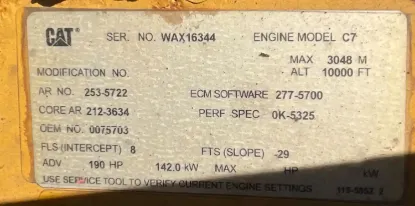 CAT SER. NO. WAX16344 ENGINE MODEL C7
MAX 3048 M
MODIFICATION NO. ALT 10000 FT
AR NO. 253-5722 ECM SOFTWARE 277-5700
CORE AR 212-3634 PERF SPEC 0K-5325
OEM NO. 0075703
FLS (INTERCEPT) 8 FTS (SLOPE) -29
ADV 190 HP 142.0 kW MAX HP kW
USE SERVICE TOOL TO VERIFY CURRENT ENGINE SETTINGS